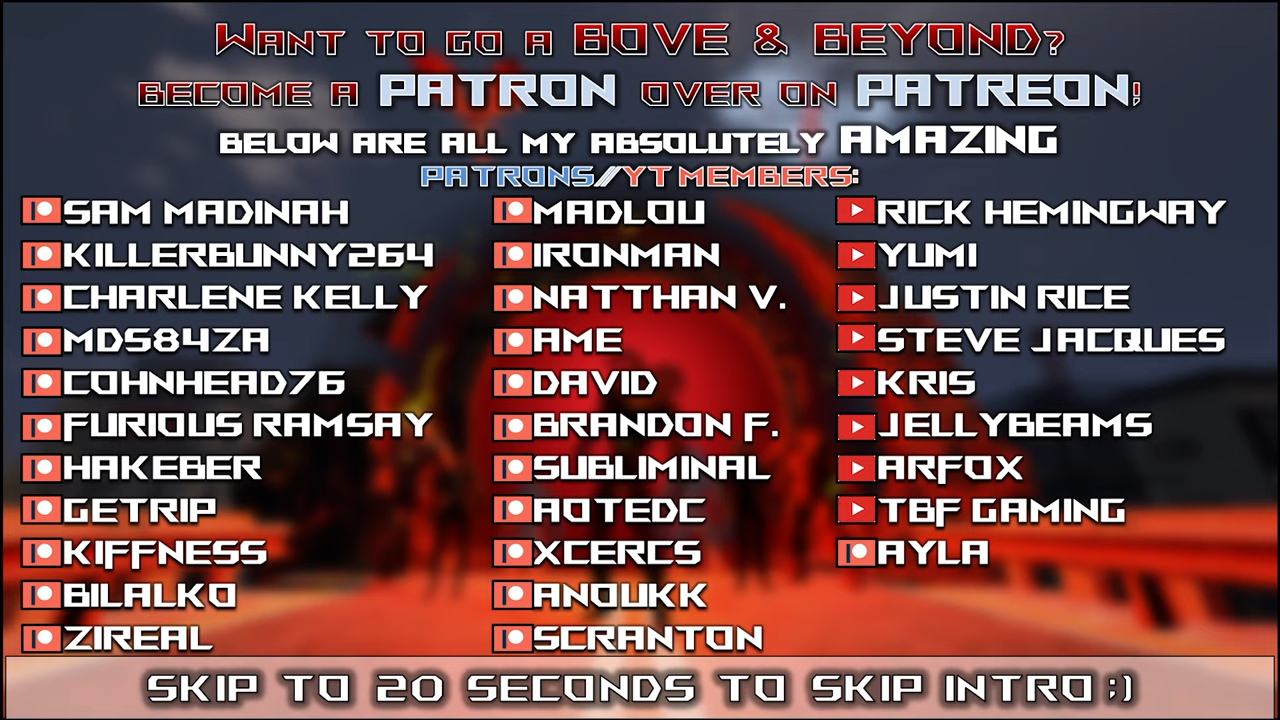 WANT TO GO A BOVE & BEYOND?
BECOME A PATRON OVER ON PATREON!
BELOW ARE ALL MY ABSOLUTELY AMAZING
PATRONS//YT MEMBERS:
SAM MADINAH
KILLERBUNNY264
CHARLENE KELLY
MDS84ZA
COHNHEAD76
FURIOUS RAMSAY
HAKEBER
GETRIP
KIFFNESS
BILALKO
ZIREAL
MADLOU
IRONMAN
NATTHAN V.
AME
DAVID
BRANDON F.
SUBLIMINAL
AOTEDC
XCERCS
ANOUKK
SCRANTON
RICK HEMINGWAY
YUMI
JUSTIN RICE
STEVE JACQUES
KRIS
JELLYBEAMS
ARFOX
TBF GAMING
AYLA
SKIP TO 20 SECONDS TO SKIP INTRO ;)